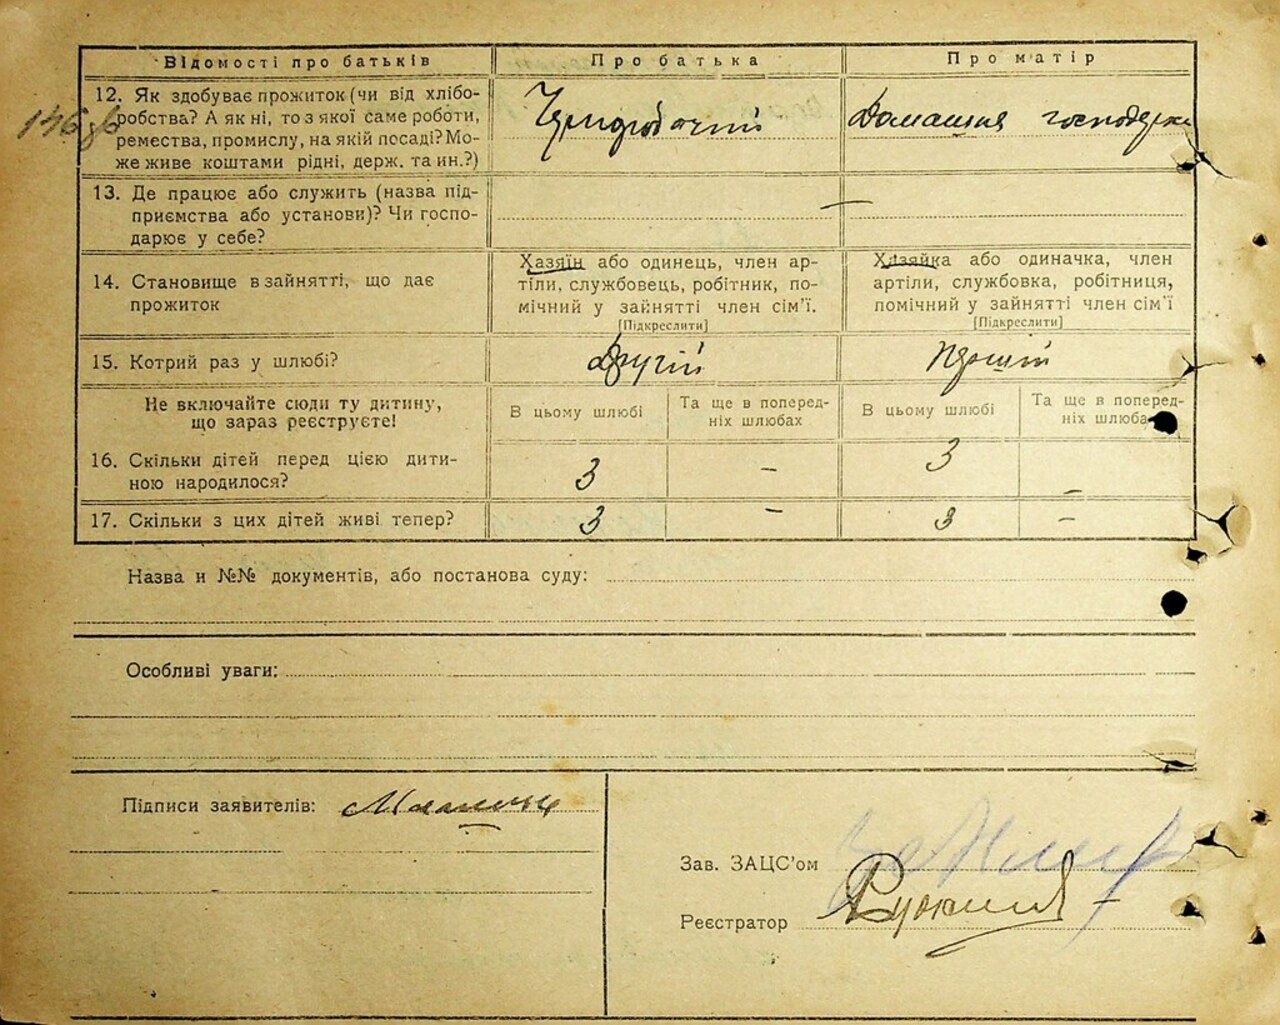 Відомості про батьків Про батька Про матір
12. Як здобуває прожиток (чи від хлібо-
робства? А як ні, то з якої саме роботи,
ремества, промислу, на якій посаді? Мо-
же живе коштами рідні, держ. та ин.?)
Чорноробочий
Домашня господарка
13. Де працює або служить (назва під-
приємства або установи)? Чи госпо-
дарює у себе?
—
14. Становище в зайнятті, що дає
прожиток
Хазяїн або одинець, член ар-
тіли, службовець, робітник, по-
мічний у зайнятті член сім'ї.
[Підкреслити]
Хазяйка або одиначка, член
артіли, службовка, робітниця,
помічний у зайнятті член сім'ї
[Підкреслити]
15. Котрий раз у шлюбі? Другій Першій
Не включайте сюди ту дитину,
що зараз реєструєте!
В цьому шлюбі
Та ще в поперед-
ніх шлюбах
В цьому шлюбі
Та ще в поперед-
ніх шлюбах
16. Скільки дітей перед цією дити-
ною народилося?
3 – 3 –
17. Скільки з цих дітей живі тепер? 3 – 3 –
Назва и №№ документів, або постанова суду:
Особливі уваги:
Підписи заявителів:
Зав. ЗАЦС'ом
Реєстратор